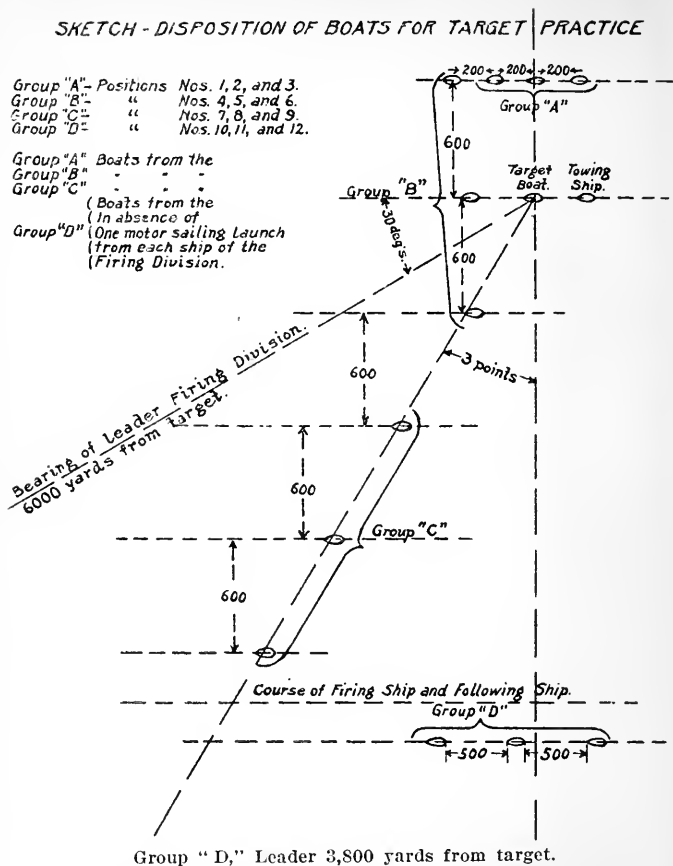 SKETCH - DISPOSITION OF BOATS FOR TARGET PRACTICE
Group "A" - Positions Nos. 1, 2, and 3.
Group "B" - " Nos. 4, 5, and 6.
Group "C" - " Nos. 7, 8, and 9.
Group "D" - " Nos. 10, 11, and 12.
Group "A" Boats from the
Group "B" - - -
Group "C" - - -
(Boats from the
(In absence of
Group "D" (One motor sailing launch
(from each ship of the
(Firing Division.
200 200 200
Group "A"
600
Group "B"
Target Boat.
Towing Ship.
30 deg's.
600
Bearing of Leader Firing Division.
6000 yards from target.
600
3 points
600
Group "C"
600
Course of Firing Ship and Following Ship.
Group "D"
500 500
Group "D," Leader 3,800 yards from target.